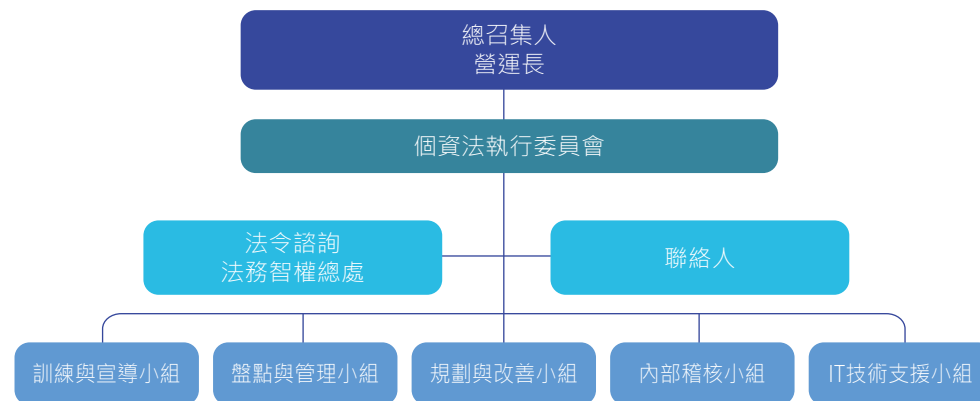 總召集人
營運長
個資法執行委員會
法令諮詢
法務智權總處
聯絡人
訓練與宣導小組
盤點與管理小組
規劃與改善小組
內部稽核小組
IT技術支援小組